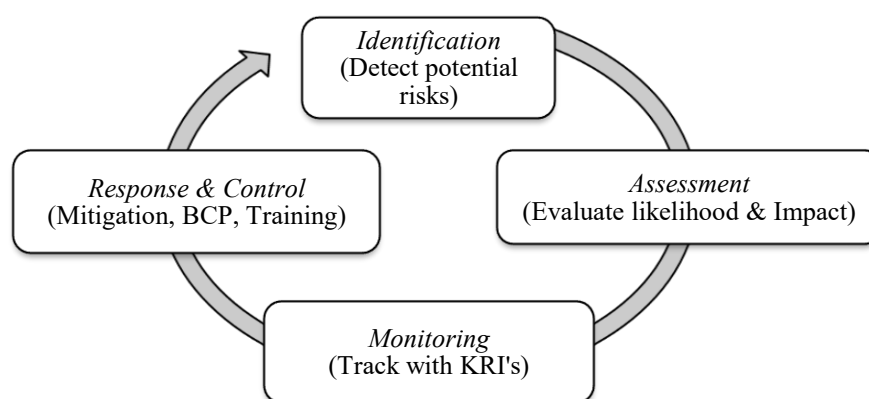 Identification
(Detect potential
risks)
Assessment
(Evaluate likelihood & Impact)
Monitoring
(Track with KRI's)
Response & Control
(Mitigation, BCP, Training)